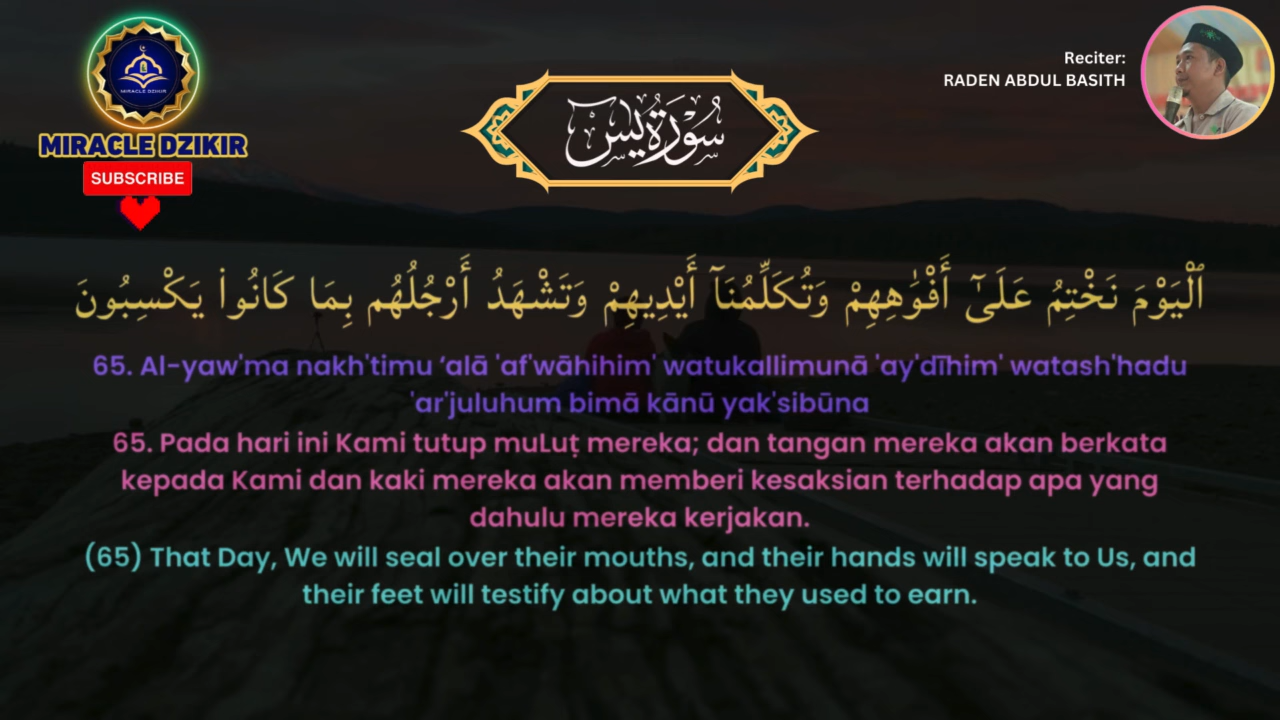 MIRACLE DZIKIR
MIRACLE DZIKIR
SUBSCRIBE
سُورَةُ يس
Reciter:
RADEN ABDUL BASITH
ٱلْيَوْمَ نَخْتِمُ عَلَىٰٓ أَفْوَٰهِهِمْ وَتُكَلِّمُنَآ أَيْدِيهِمْ وَتَشْهَدُ أَرْجُلُهُم بِمَا كَانُوا۟ يَكْسِبُونَ
65. Al-yaw'ma nakh'timu ‘alā 'af'wāhihim' watukallimunā 'ay'dīhim' watash'hadu
'ar'juluhum bimā kānū yak'sibūna
65. Pada hari ini Kami tutup muLuṭ mereka; dan tangan mereka akan berkata
kepada Kami dan kaki mereka akan memberi kesaksian terhadap apa yang
dahulu mereka kerjakan.
(65) That Day, We will seal over their mouths, and their hands will speak to Us, and
their feet will testify about what they used to earn.